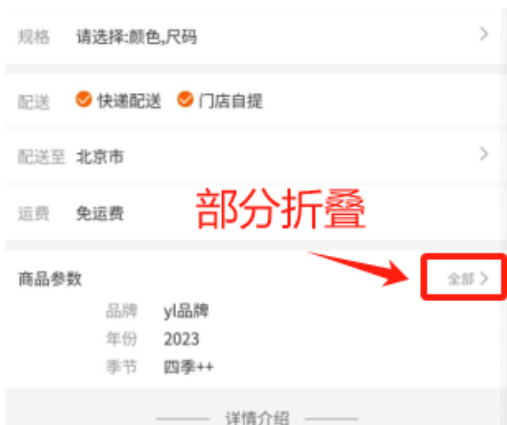 规格 请选择:颜色,尺码
配送 快递配送 门店自提
配送至 北京市
运费 免运费
部分折叠
商品参数 全部
品牌 yl品牌
年份 2023
季节 四季++
详情介绍